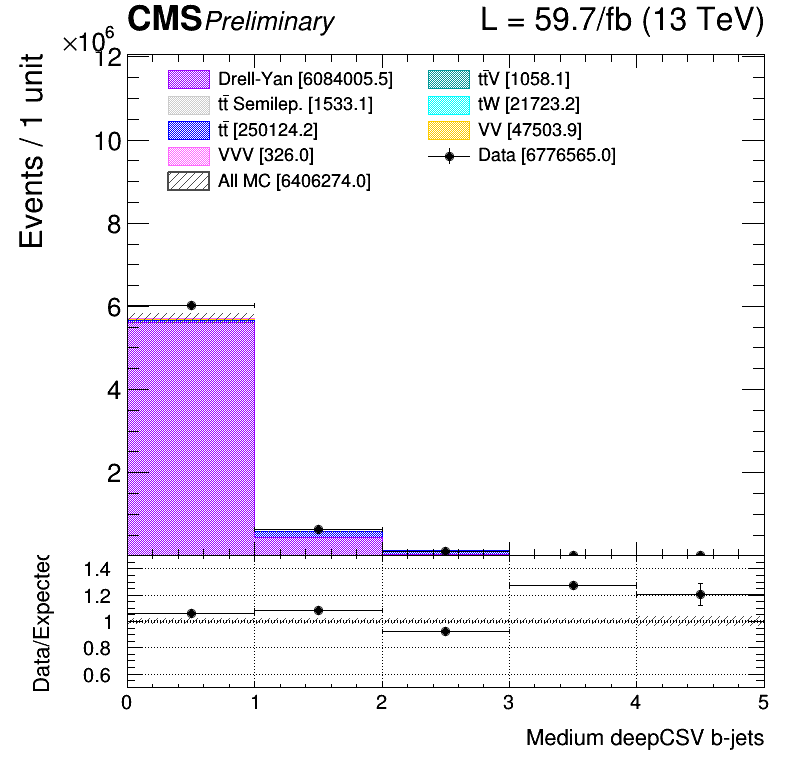 CMS Preliminary L = 59.7/fb (13 TeV)
×10⁶
Events / 1 unit
12
10
8
6
4
2
Drell-Yan [6084005.5]
tt̄ Semilep. [1533.1]
tt̄ [250124.2]
VVV [326.0]
All MC [6406274.0]
tt̄V [1058.1]
tW [21723.2]
VV [47503.9]
Data [6776565.0]
Data/Expected
1.4
1.2
1
0.8
0.6
0 1 2 3 4 5
Medium deepCSV b-jets